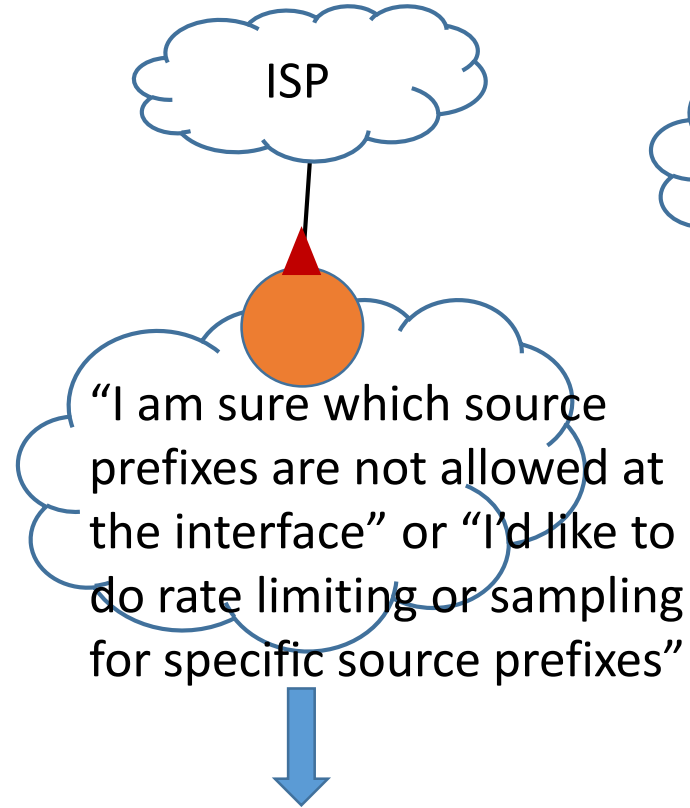 ISP
“I am sure which source
prefixes are not allowed at
the interface” or “I’d like to
do rate limiting or sampling
for specific source prefixes”